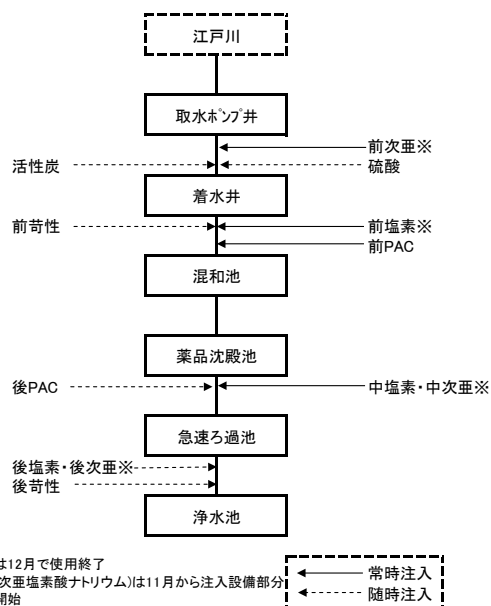 江戸川
取水ポンプ井
前次亜※
活性炭
硫酸
着水井
前苛性
前塩素※
前PAC
混和池
薬品沈殿池
後PAC
中塩素・中次亜※
急速ろ過池
後塩素・後次亜※
後苛性
浄水池
は12月で使用終了
次亜塩素酸ナトリウム)は11月から注入設備部分
開始
常時注入
随時注入